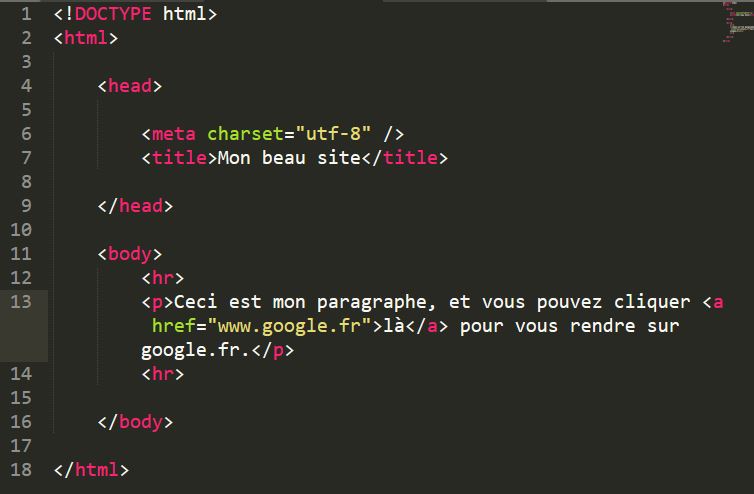 1 <!DOCTYPE html>
2 <html>
3
4     <head>
5
6         <meta charset="utf-8" />
7         <title>Mon beau site</title>
8
9     </head>
10
11     <body>
12         <hr>
13         <p>Ceci est mon paragraphe, et vous pouvez cliquer <a
          href="www.google.fr">là</a> pour vous rendre sur
         google.fr.</p>
14         <hr>
15
16     </body>
17
18 </html>